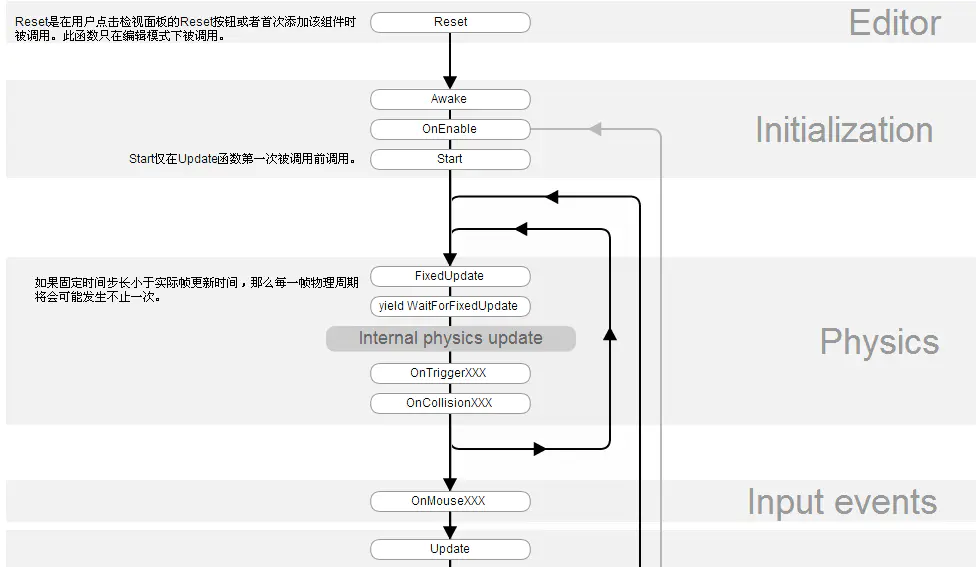 Reset是在用户点击检视面板的Reset按钮或者首次添加该组件时
被调用。此函数只在编辑模式下被调用。
Reset
Editor
Awake
OnEnable
Initialization
Start仅在Update函数第一次被调用前调用。
Start
如果固定时间步长小于实际帧更新时间，那么每一帧物理周期
将会可能发生不止一次。
FixedUpdate
yield WaitForFixedUpdate
Internal physics update
Physics
OnTriggerXXX
OnCollisionXXX
OnMouseXXX
Input events
Update